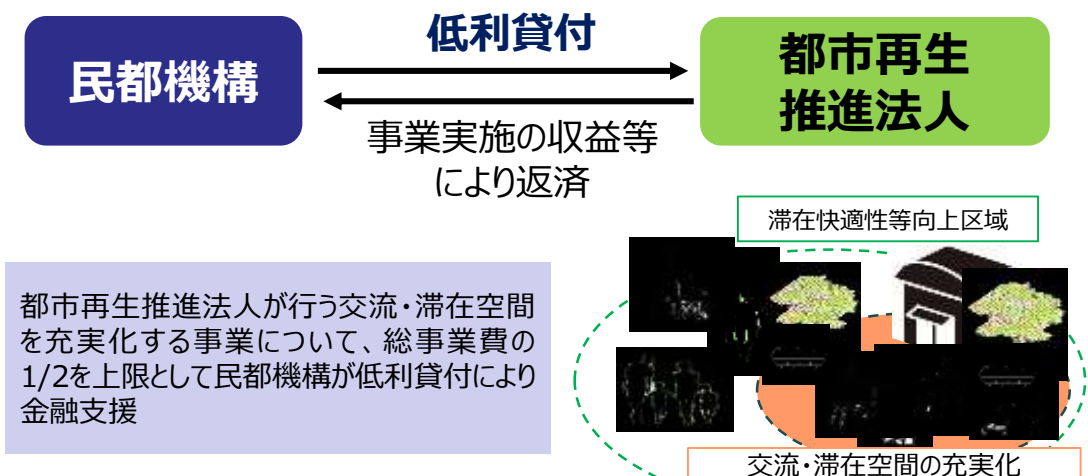 低利貸付
民都機構
都市再生
推進法人
事業実施の収益等
により返済
滞在快適性等向上区域
都市再生推進法人が行う交流・滞在空間
を充実化する事業について、総事業費の
1/2を上限として民都機構が低利貸付により
金融支援
交流・滞在空間の充実化